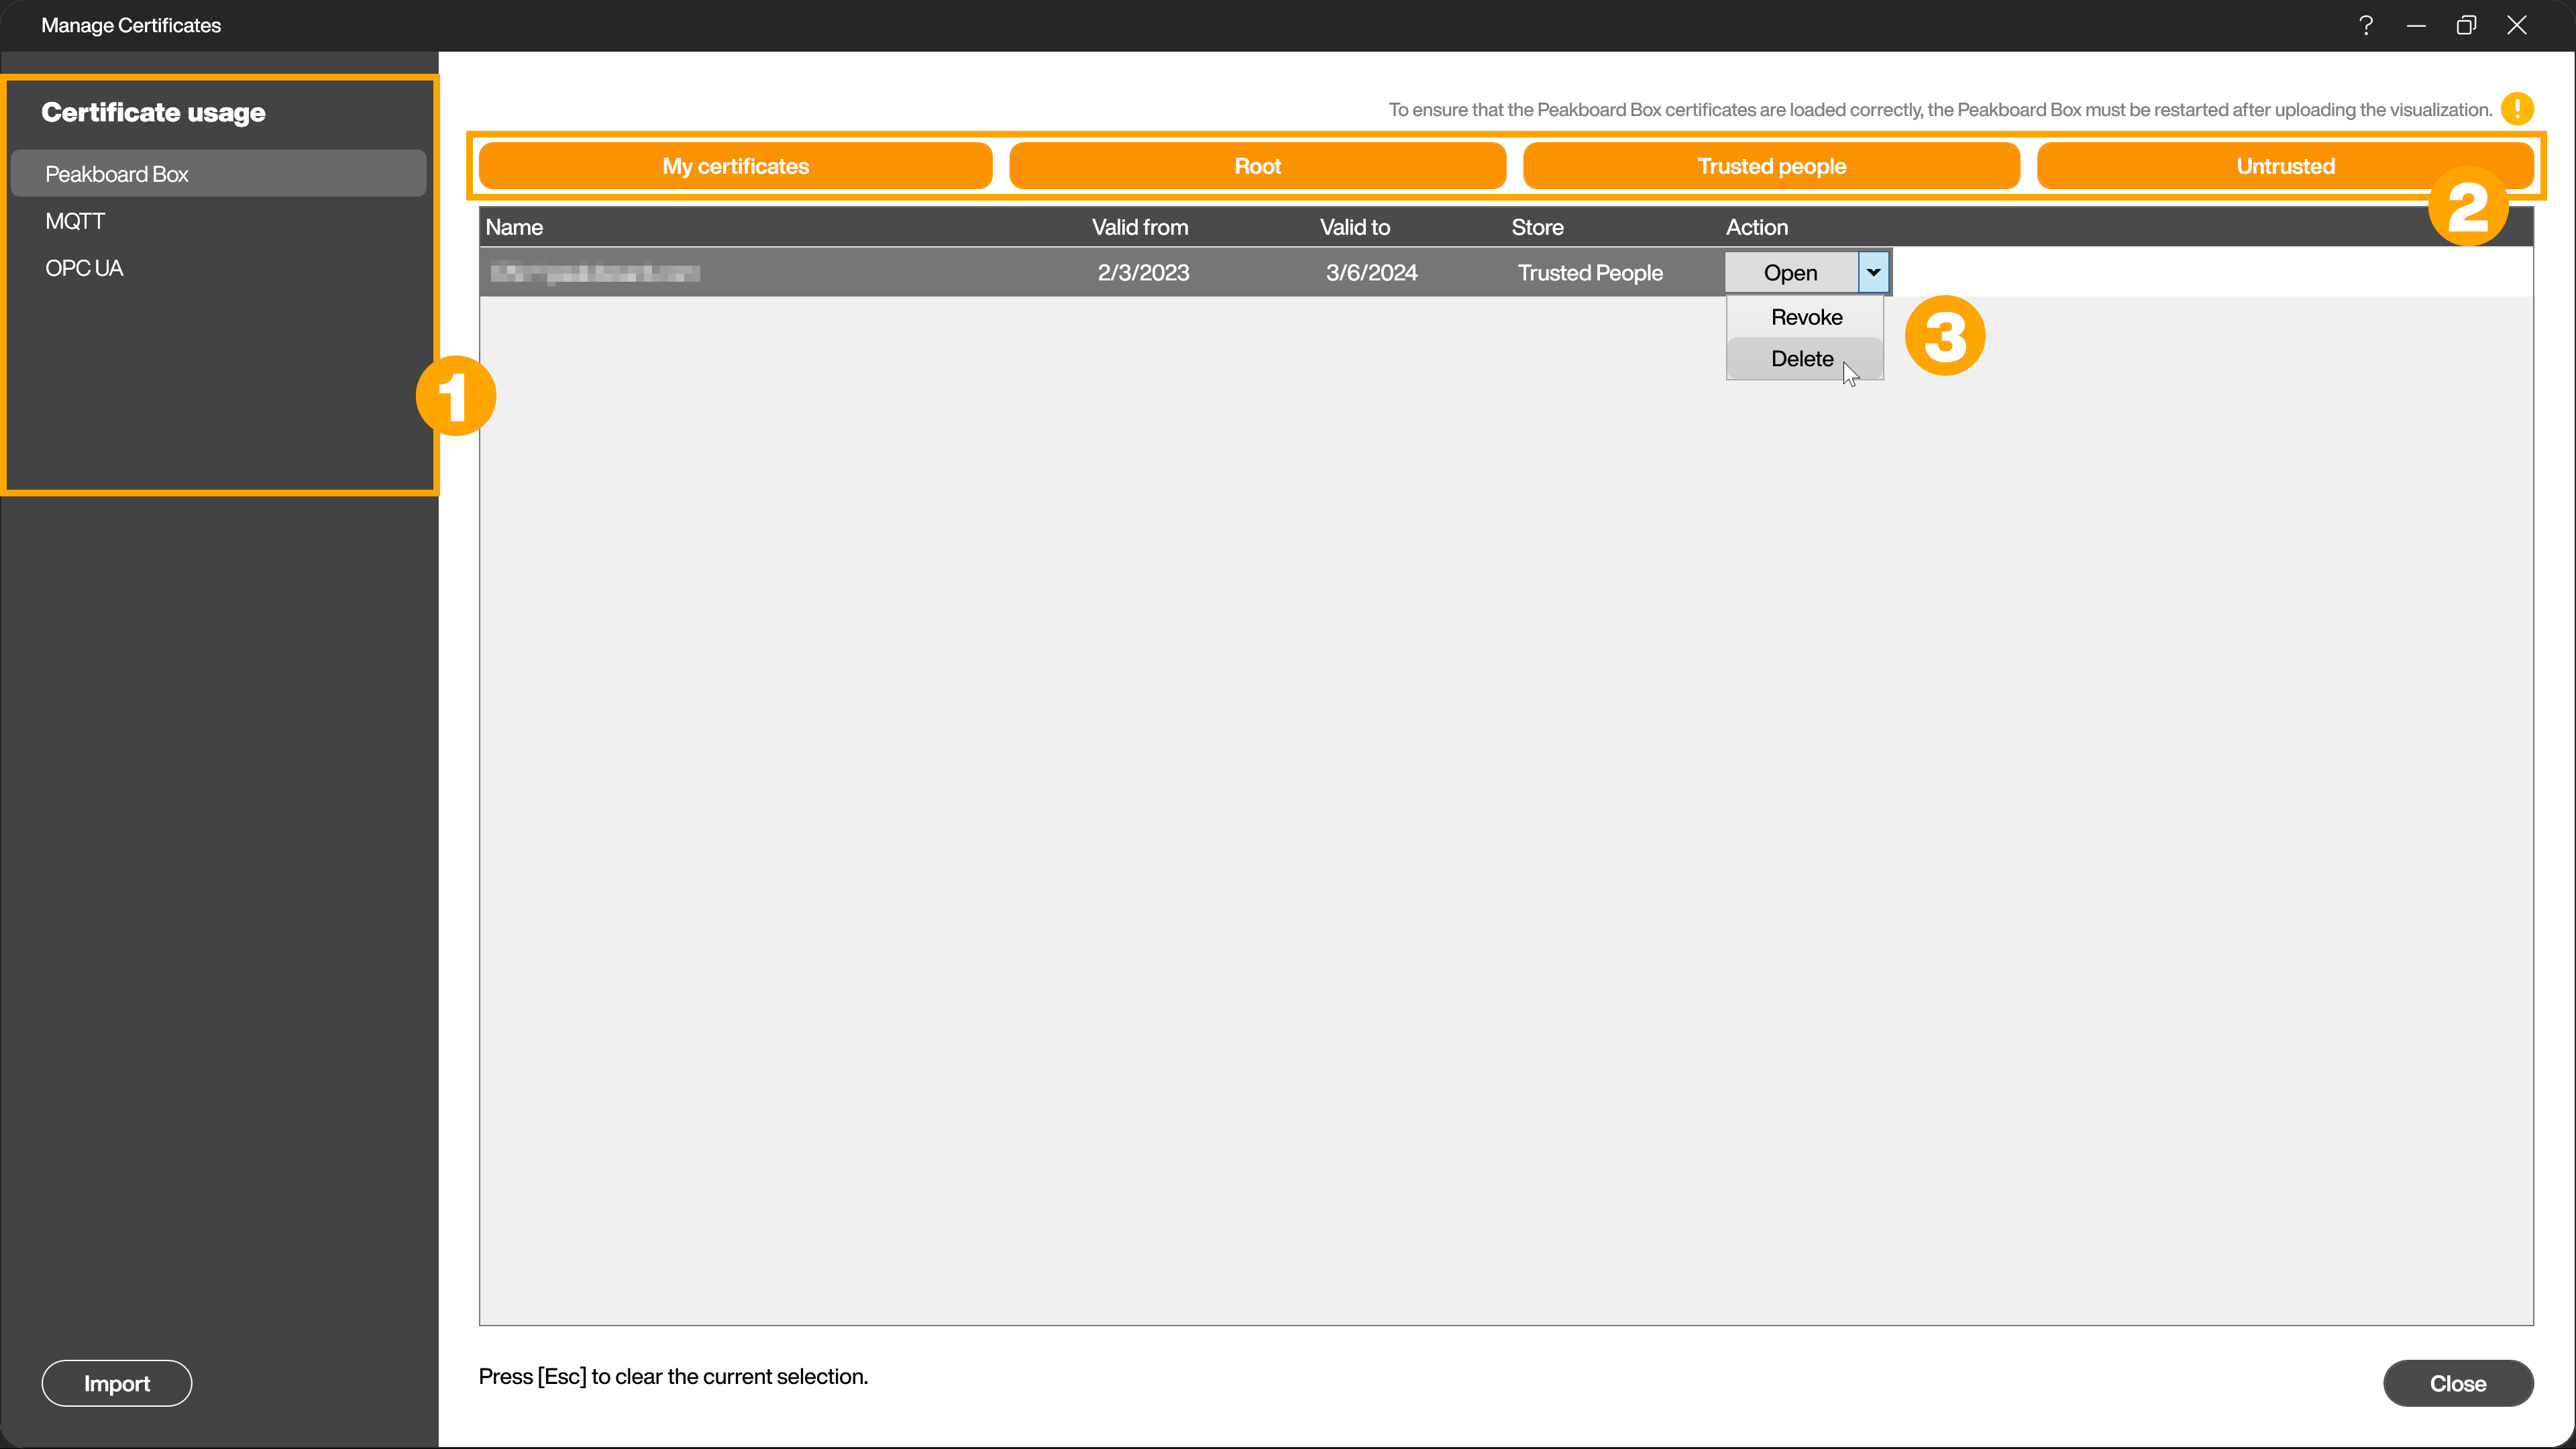 Manage Certificates
Certificate usage
Peakboard Box
MQTT
OPC UA
1
To ensure that the Peakboard Box certificates are loaded correctly, the Peakboard Box must be restarted after uploading the visualization.
My certificates Root Trusted people Untrusted
2
Name Valid from Valid to Store Action
2/3/2023 3/6/2024 Trusted People Open
Revoke
Delete
3
Press [Esc] to clear the current selection.
Import
Close